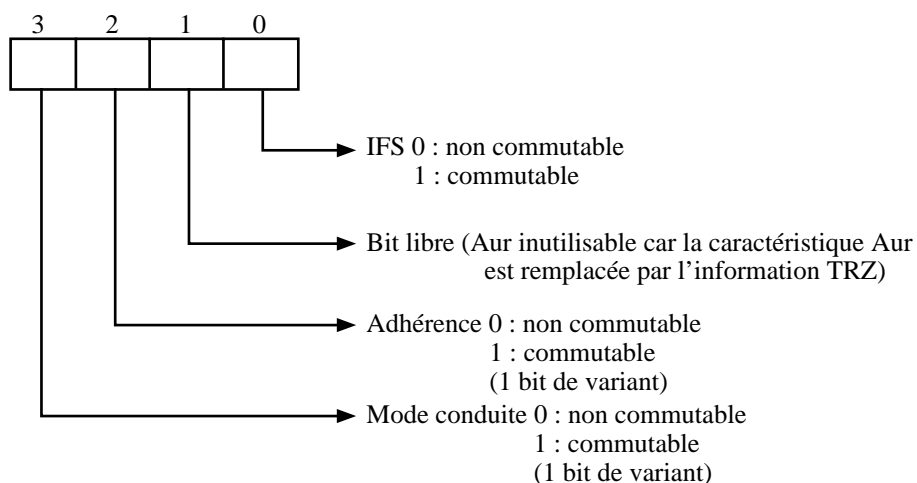 3 2 1 0
IFS 0 : non commutable
1 : commutable
Bit libre (Aur inutilisable car la caractéristique Aur
est remplacée par l'information TRZ)
Adhérence 0 : non commutable
1 : commutable
(1 bit de variant)
Mode conduite 0 : non commutable
1 : commutable
(1 bit de variant)